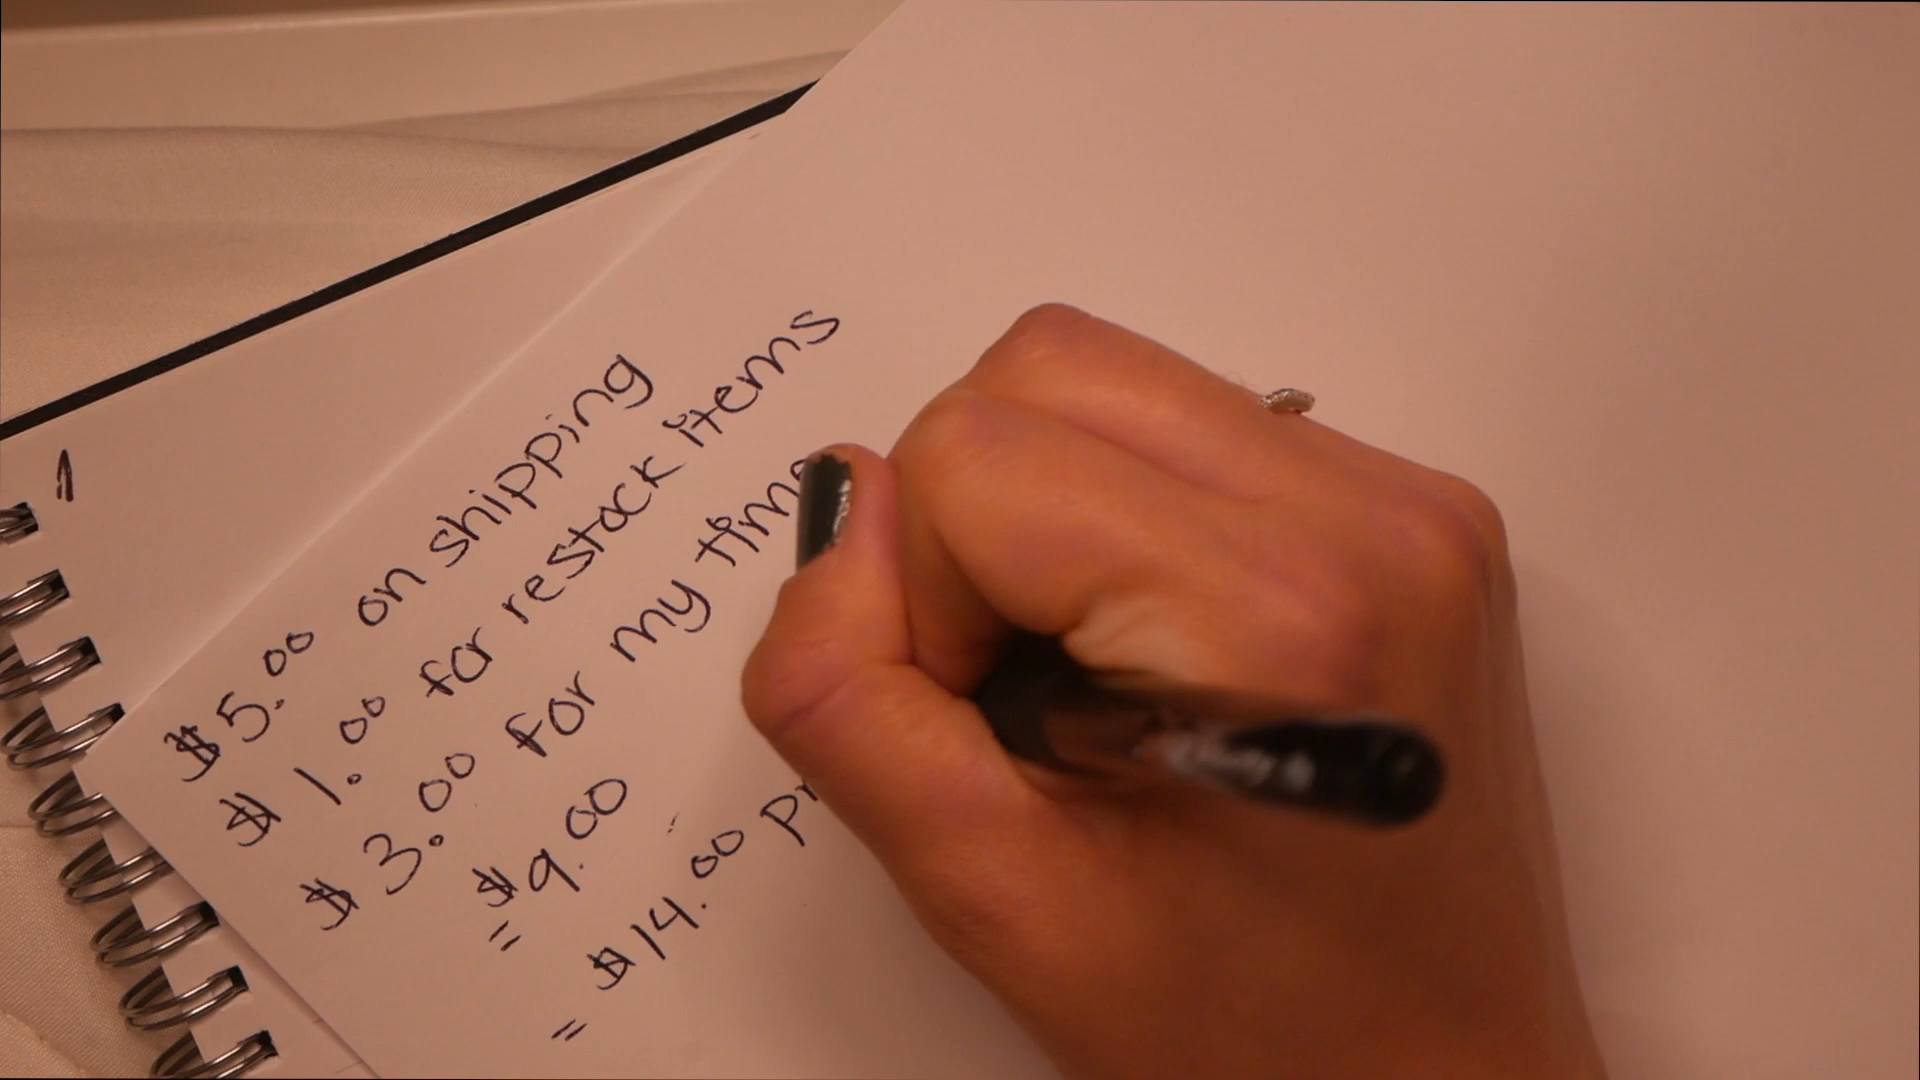 $5.00 on shipping
$1.00 for restock items
$3.00 for my time
= $9.00
= $14.00